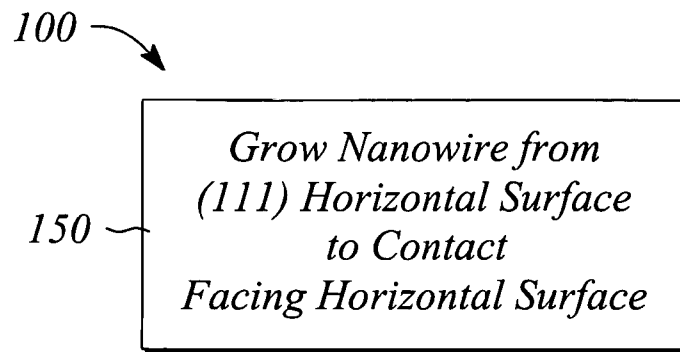 100
Grow Nanowire from
(111) Horizontal Surface
150
to Contact
Facing Horizontal Surface